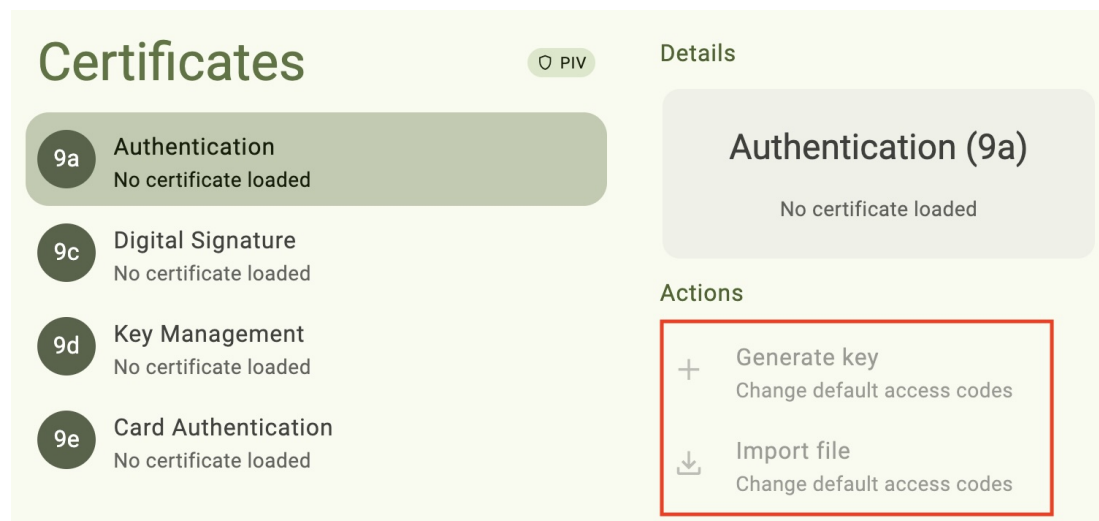 Certificates
PIV
9a
Authentication
No certificate loaded
9c
Digital Signature
No certificate loaded
9d
Key Management
No certificate loaded
9e
Card Authentication
No certificate loaded
Details
Authentication (9a)
No certificate loaded
Actions
Generate key
Change default access codes
Import file
Change default access codes